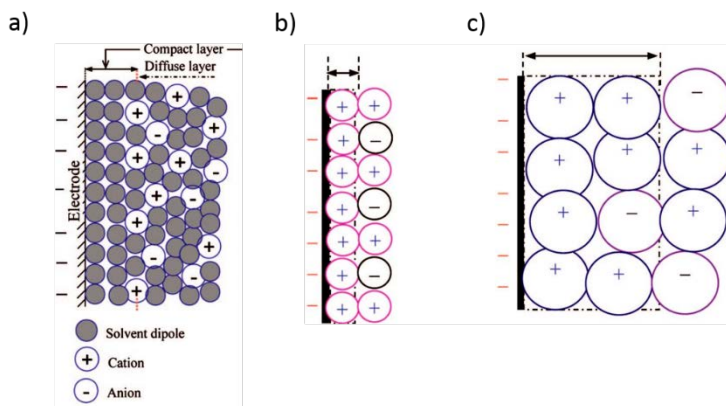 a)
b)
c)
Compact layer
Diffuse layer
Electrode
Solvent dipole
+ Cation
- Anion